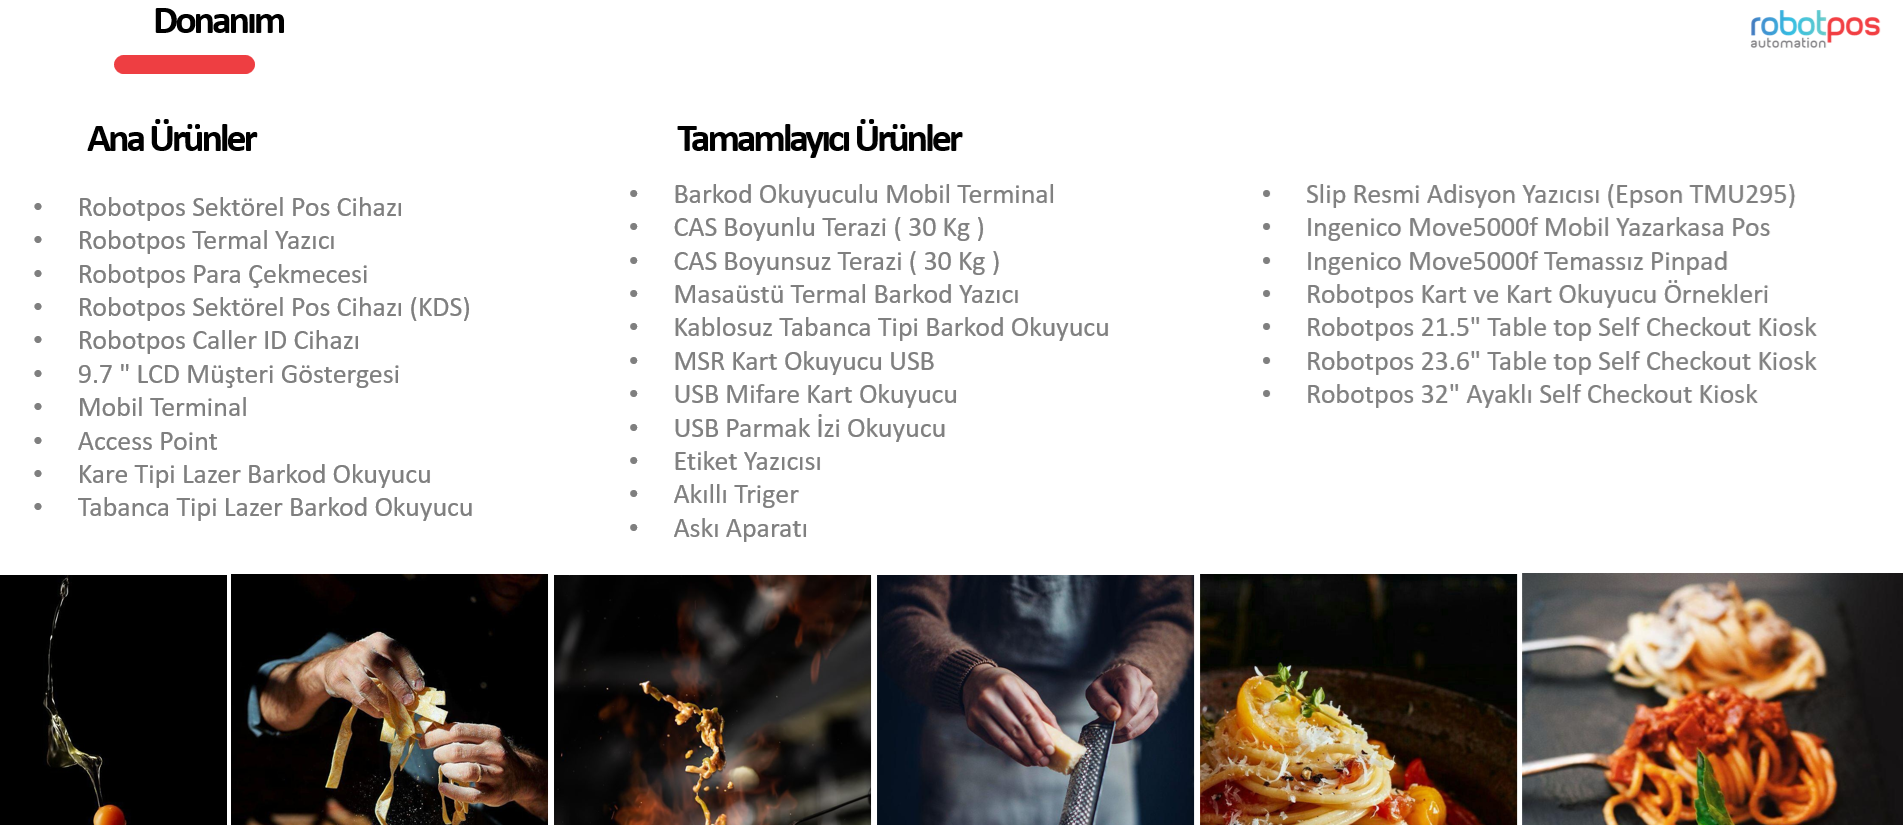 Donanım
robotpos
automation
Ana Ürünler
• Robotpos Sektörel Pos Cihazı
• Robotpos Termal Yazıcı
• Robotpos Para Çekmecesi
• Robotpos Sektörel Pos Cihazı (KDS)
• Robotpos Caller ID Cihazı
• 9.7 " LCD Müşteri Göstergesi
• Mobil Terminal
• Access Point
• Kare Tipi Lazer Barkod Okuyucu
• Tabanca Tipi Lazer Barkod Okuyucu
Tamamlayıcı Ürünler
• Barkod Okuyuculu Mobil Terminal
• CAS Boyunlu Terazi ( 30 Kg )
• CAS Boyunsuz Terazi ( 30 Kg )
• Masaüstü Termal Barkod Yazıcı
• Kablosuz Tabanca Tipi Barkod Okuyucu
• MSR Kart Okuyucu USB
• USB Mifare Kart Okuyucu
• USB Parmak İzi Okuyucu
• Etiket Yazıcısı
• Akıllı Triger
• Askı Aparatı
• Slip Resmi Adisyon Yazıcısı (Epson TMU295)
• Ingenico Move5000f Mobil Yazarkasa Pos
• Ingenico Move5000f Temassız Pinpad
• Robotpos Kart ve Kart Okuyucu Örnekleri
• Robotpos 21.5" Table top Self Checkout Kiosk
• Robotpos 23.6" Table top Self Checkout Kiosk
• Robotpos 32" Ayaklı Self Checkout Kiosk